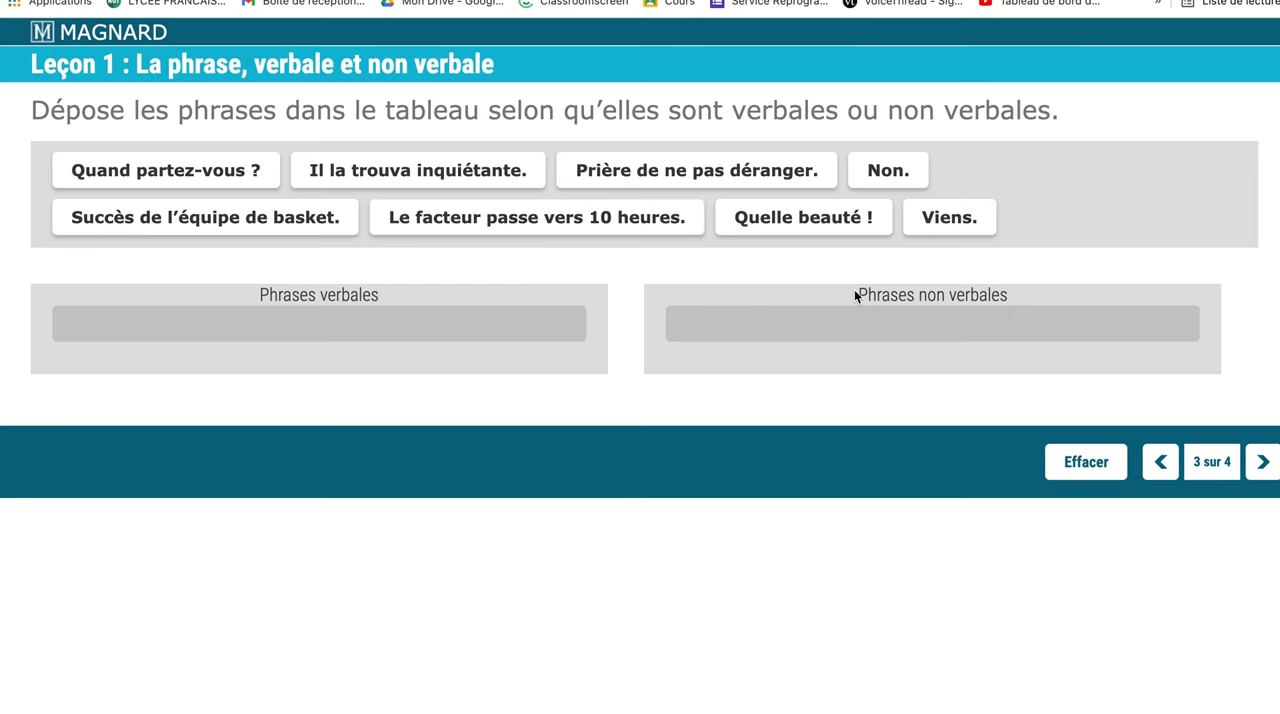 Applications LYCEE FRANCAIS... Boîte de réception... Mon Drive - Googl... Classroomscreen Cours Service Reprogra... VoiceThread - Sig... Tableau de bord d... » Liste de lecture
MAGNARD
Leçon 1 : La phrase, verbale et non verbale
Dépose les phrases dans le tableau selon qu’elles sont verbales ou non verbales.
Quand partez-vous ? Il la trouva inquiétante. Prière de ne pas déranger. Non.
Succès de l’équipe de basket. Le facteur passe vers 10 heures. Quelle beauté ! Viens.
Phrases verbales Phrases non verbales
Effacer 3 sur 4